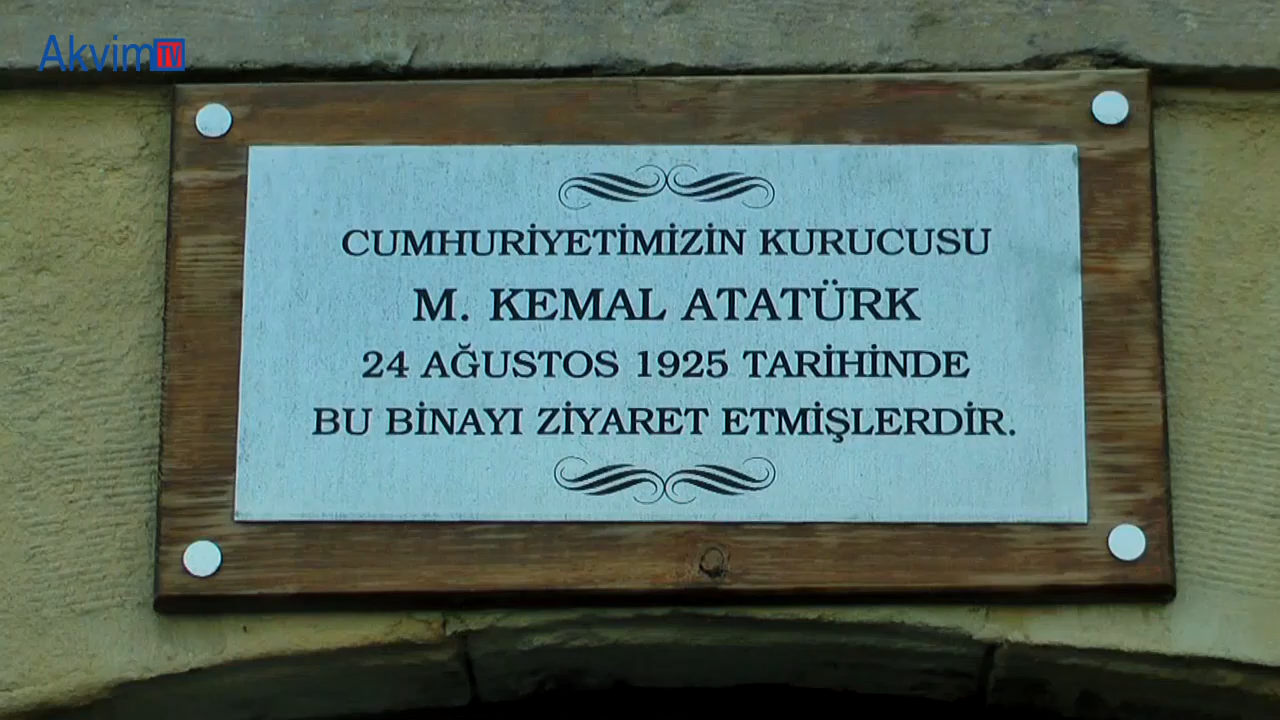 Akvim TV
CUMHURİYETİMİZİN KURUCUSU
M. KEMAL ATATÜRK
24 AĞUSTOS 1925 TARİHİNDE
BU BİNAYI ZİYARET ETMİŞLERDİR.